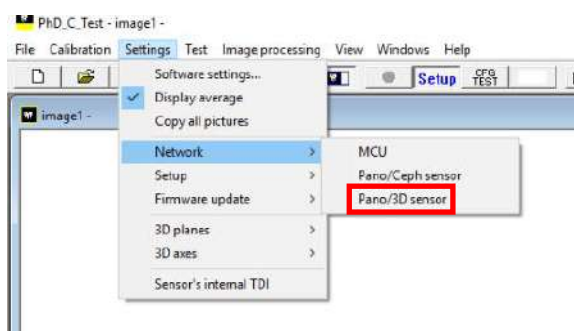 PhD_C_Test - image1 -
File Calibration Settings Test Image processing View Windows Help
Setup CFG TEST
image1 -
Software settings...
Display average
Copy all pictures
Network
Setup
Firmware update
3D planes
3D axes
Sensor's internal TDI
MCU
Pano/Ceph sensor
Pano/3D sensor